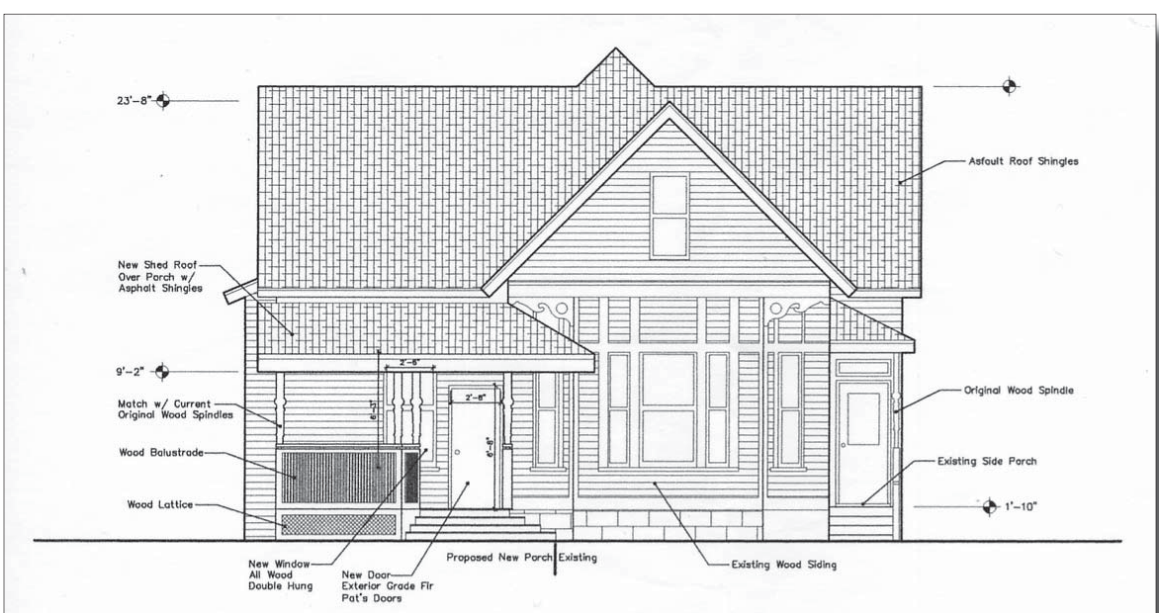 23'-8"
Asfault Roof Shingles
New Shed Roof
Over Porch w/
Asphalt Shingles
9'-2"
2'-6"
6'-3"
2'-8"
6'-8"
Match w/ Current
Original Wood Spindles
Original Wood Spindle
Wood Balustrade
Existing Side Porch
Wood Lattice
1'-10"
Proposed New Porch
Existing
New Window
All Wood
Double Hung
New Door
Exterior Grade Fir
Pat's Doors
Existing Wood Siding